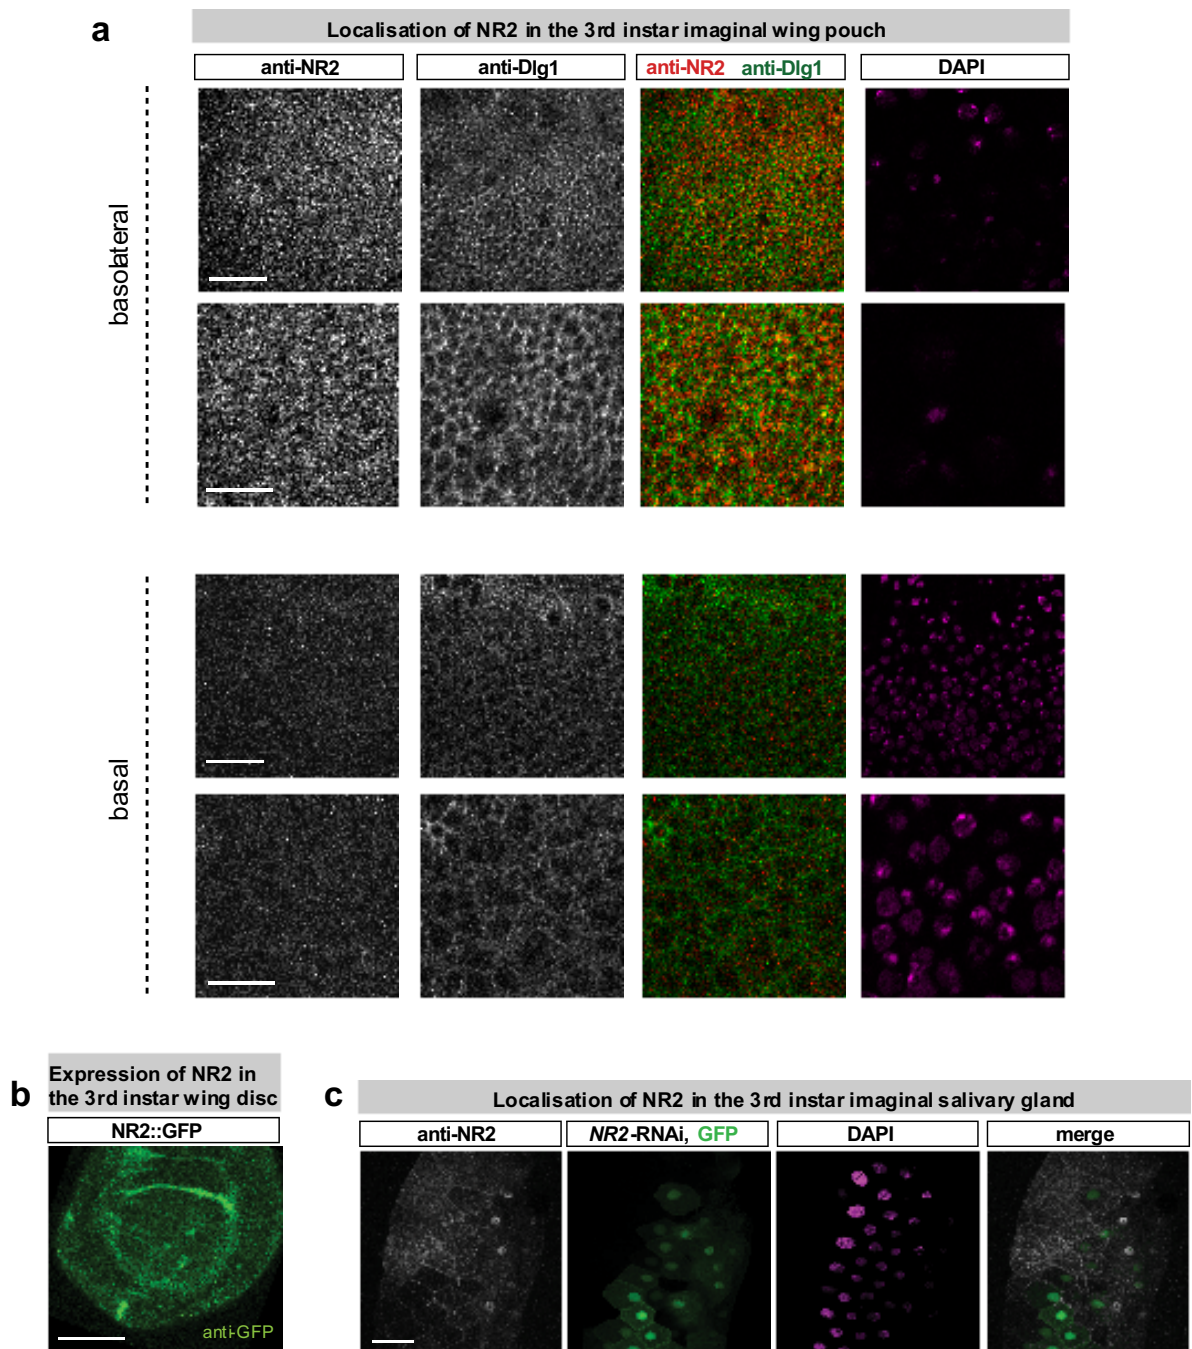 a
Localisation of NR2 in the 3rd instar imaginal wing pouch
anti-NR2
anti-Dlg1
anti-NR2 anti-Dlg1
DAPI
basolateral
basal
b
Expression of NR2 in
the 3rd instar wing disc
NR2::GFP
anti-GFP
c
Localisation of NR2 in the 3rd instar imaginal salivary gland
anti-NR2
NR2-RNAi, GFP
DAPI
merge